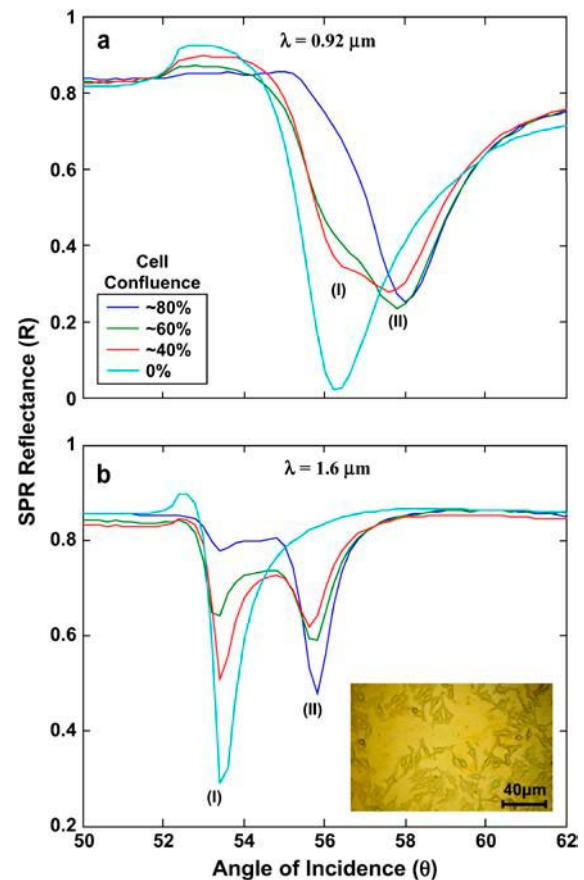 a
λ = 0.92 μm
1
0.8
0.6
0.4
0.2
0
Cell
Confluence
~80%
~60%
~40%
0%
(I)
(II)
SPR Reflectance (R)
b
λ = 1.6 μm
1
0.8
0.6
0.4
0.2
(I)
(II)
40μm
50 52 54 56 58 60 62
Angle of Incidence (θ)